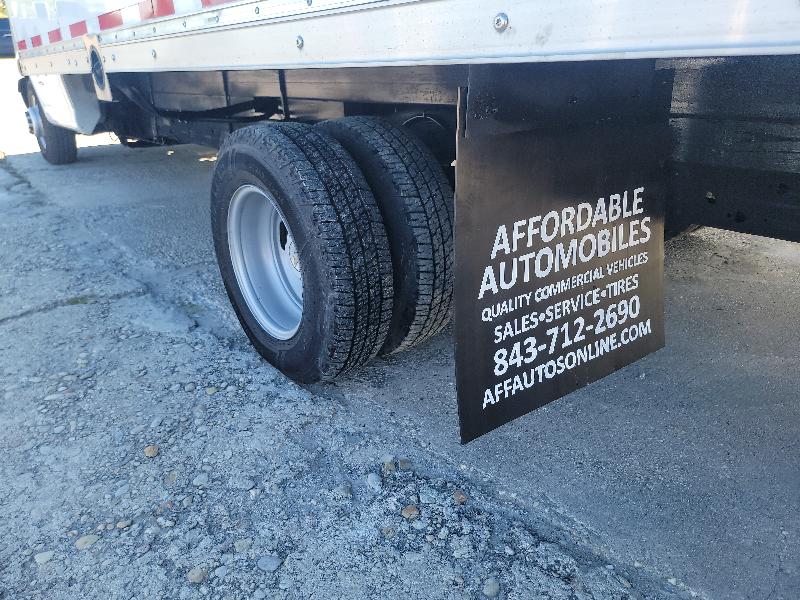 AFFORDABLE
AUTOMOBILES
QUALITY COMMERCIAL VEHICLES
SALES•SERVICE•TIRES
843-712-2690
AFFAUTOSONLINE.COM